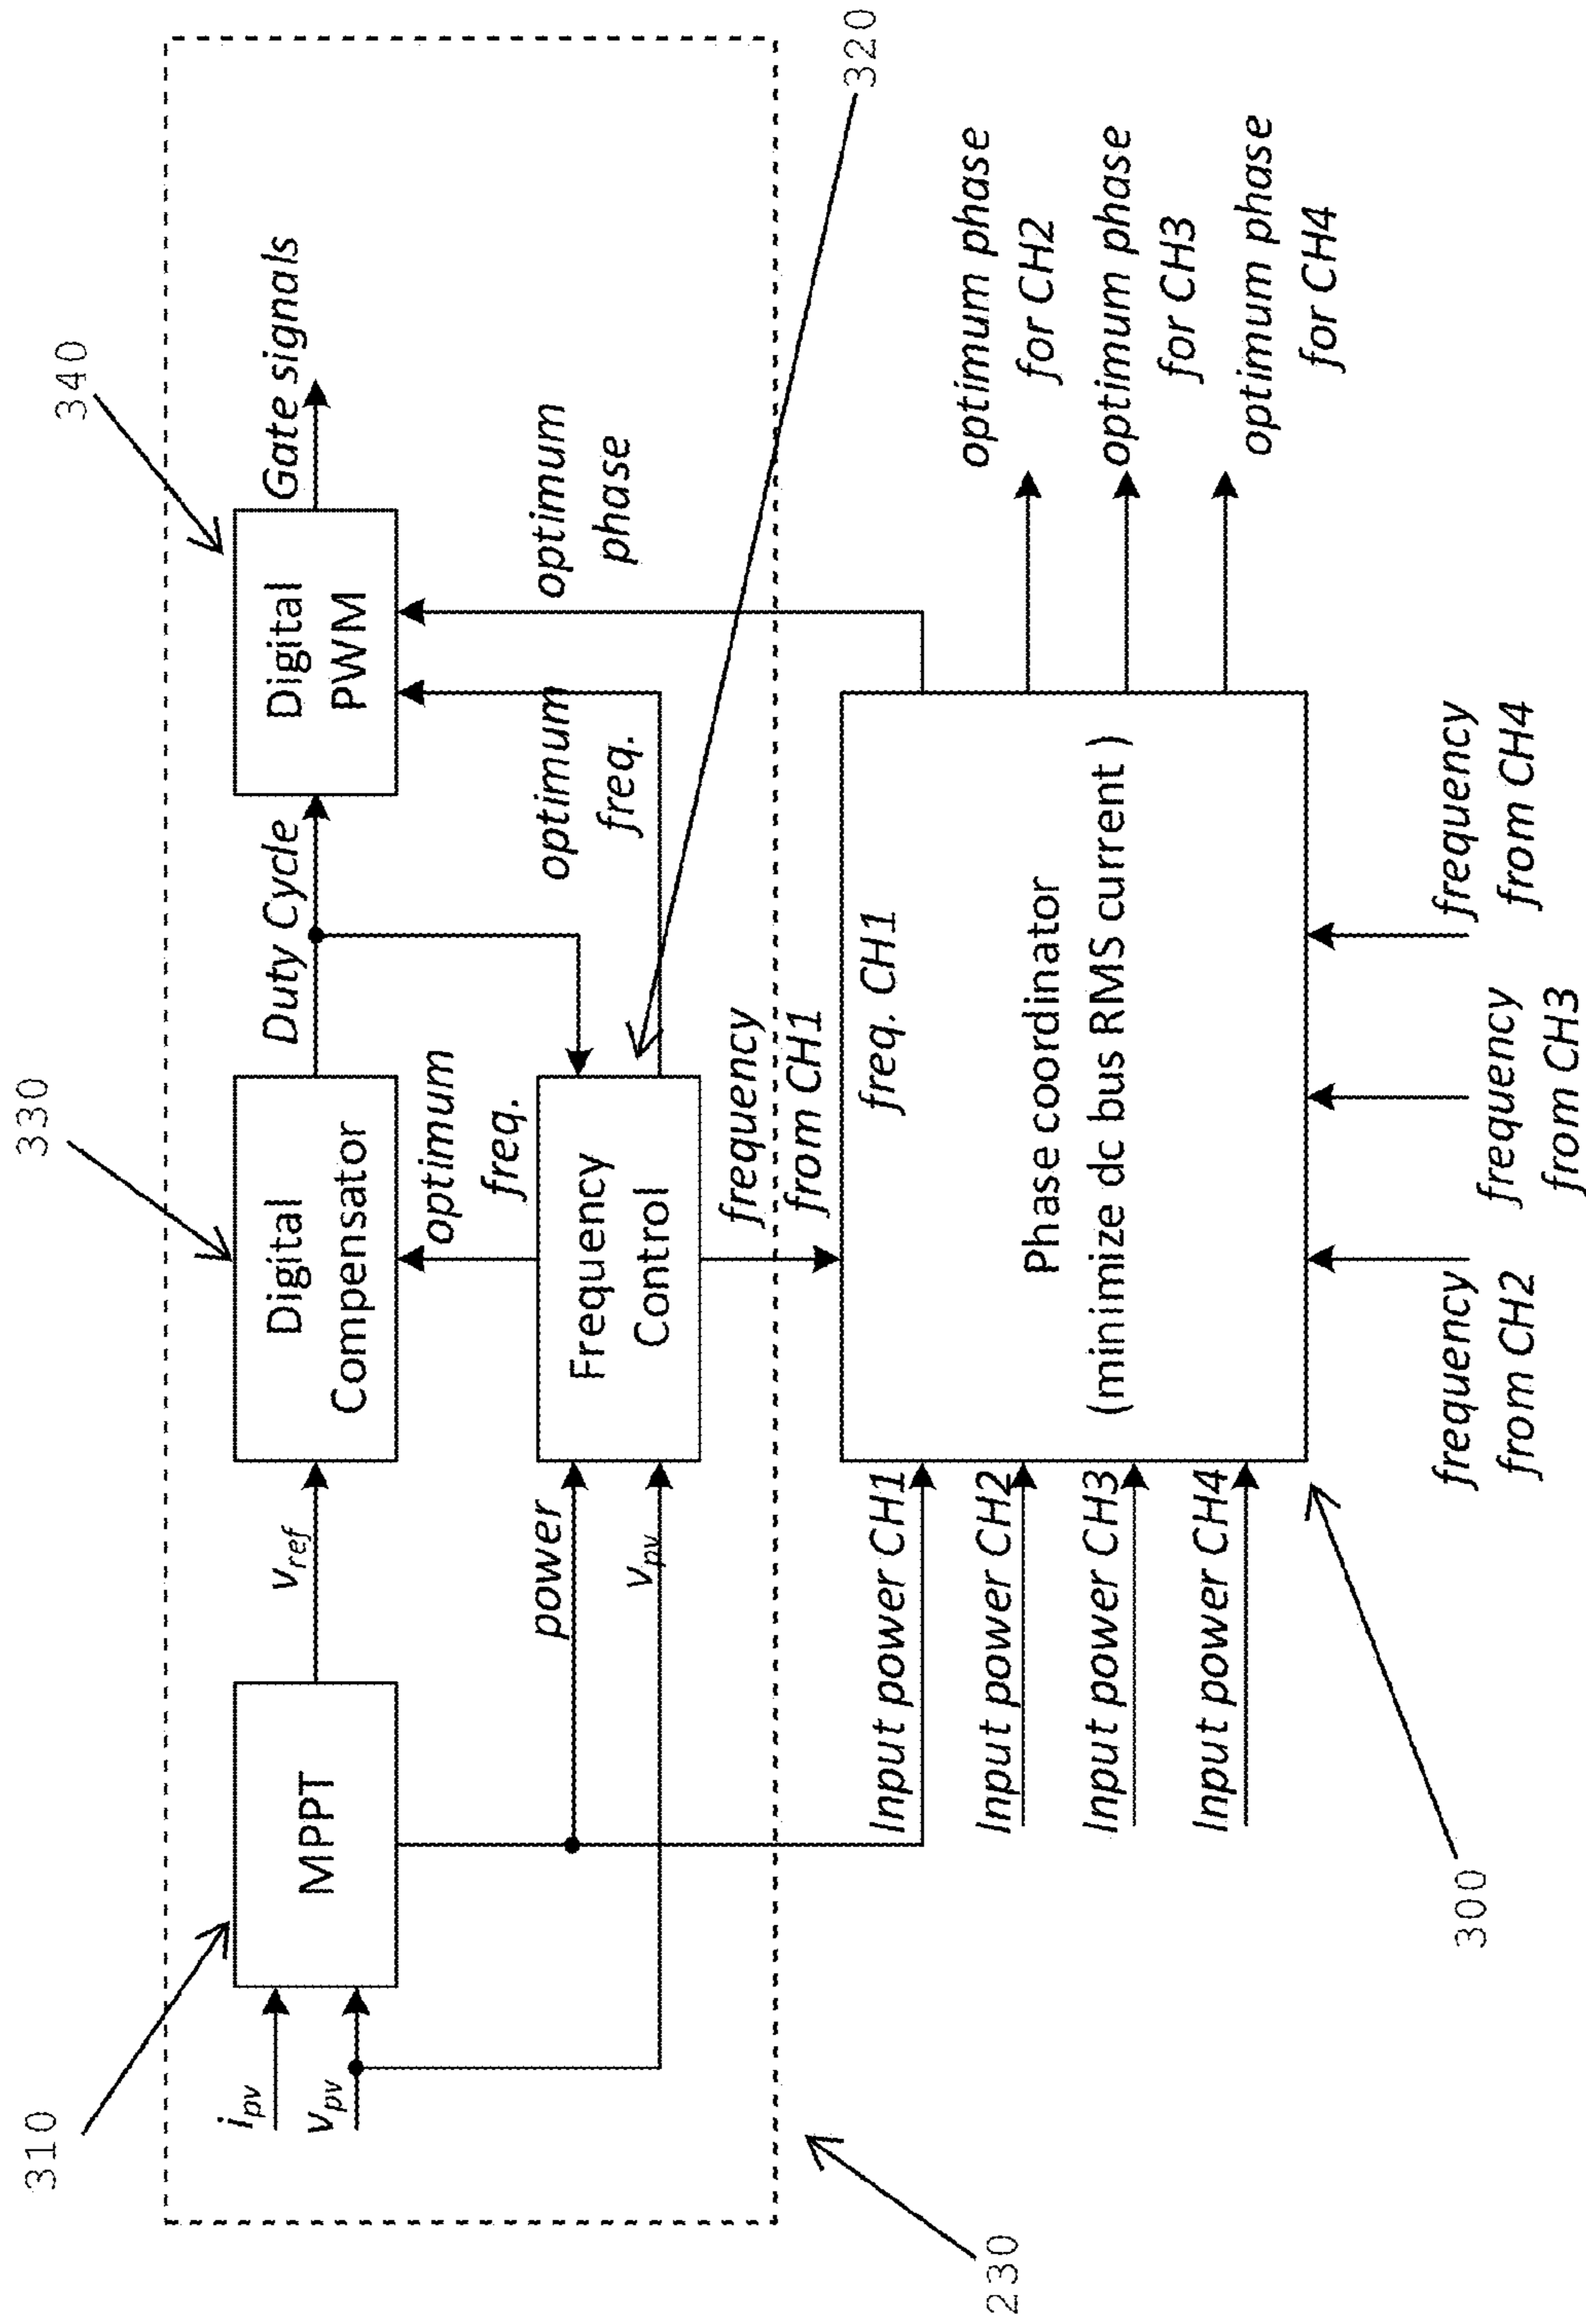 310
330
340
i_pv
v_pv
MPPT
v_ref
Digital
Compensator
Duty Cycle
Digital
PWM
Gate signals
power
v_pv
Frequency
Control
optimum
freq.
optimum
freq.
optimum
phase
frequency
from CH1
320
230
Input power CH1
Input power CH2
Input power CH3
Input power CH4
freq. CH1
Phase coordinator
(minimize dc bus RMS current )
optimum phase
for CH2
optimum phase
for CH3
optimum phase
for CH4
frequency
from CH2
frequency
from CH3
frequency
from CH4
300